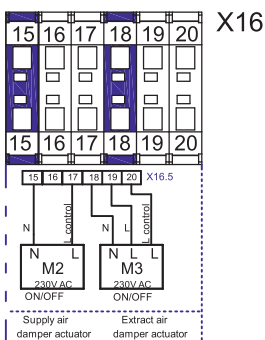 X16
15 16 17 18 19 20
15 16 17 18 19 20
15 16 17 18 19 20 X16.5
N L control N L L control
N L N L L
M2 M3
230V AC 230V AC
ON/OFF ON/OFF
Supply air Extract air
damper actuator damper actuator